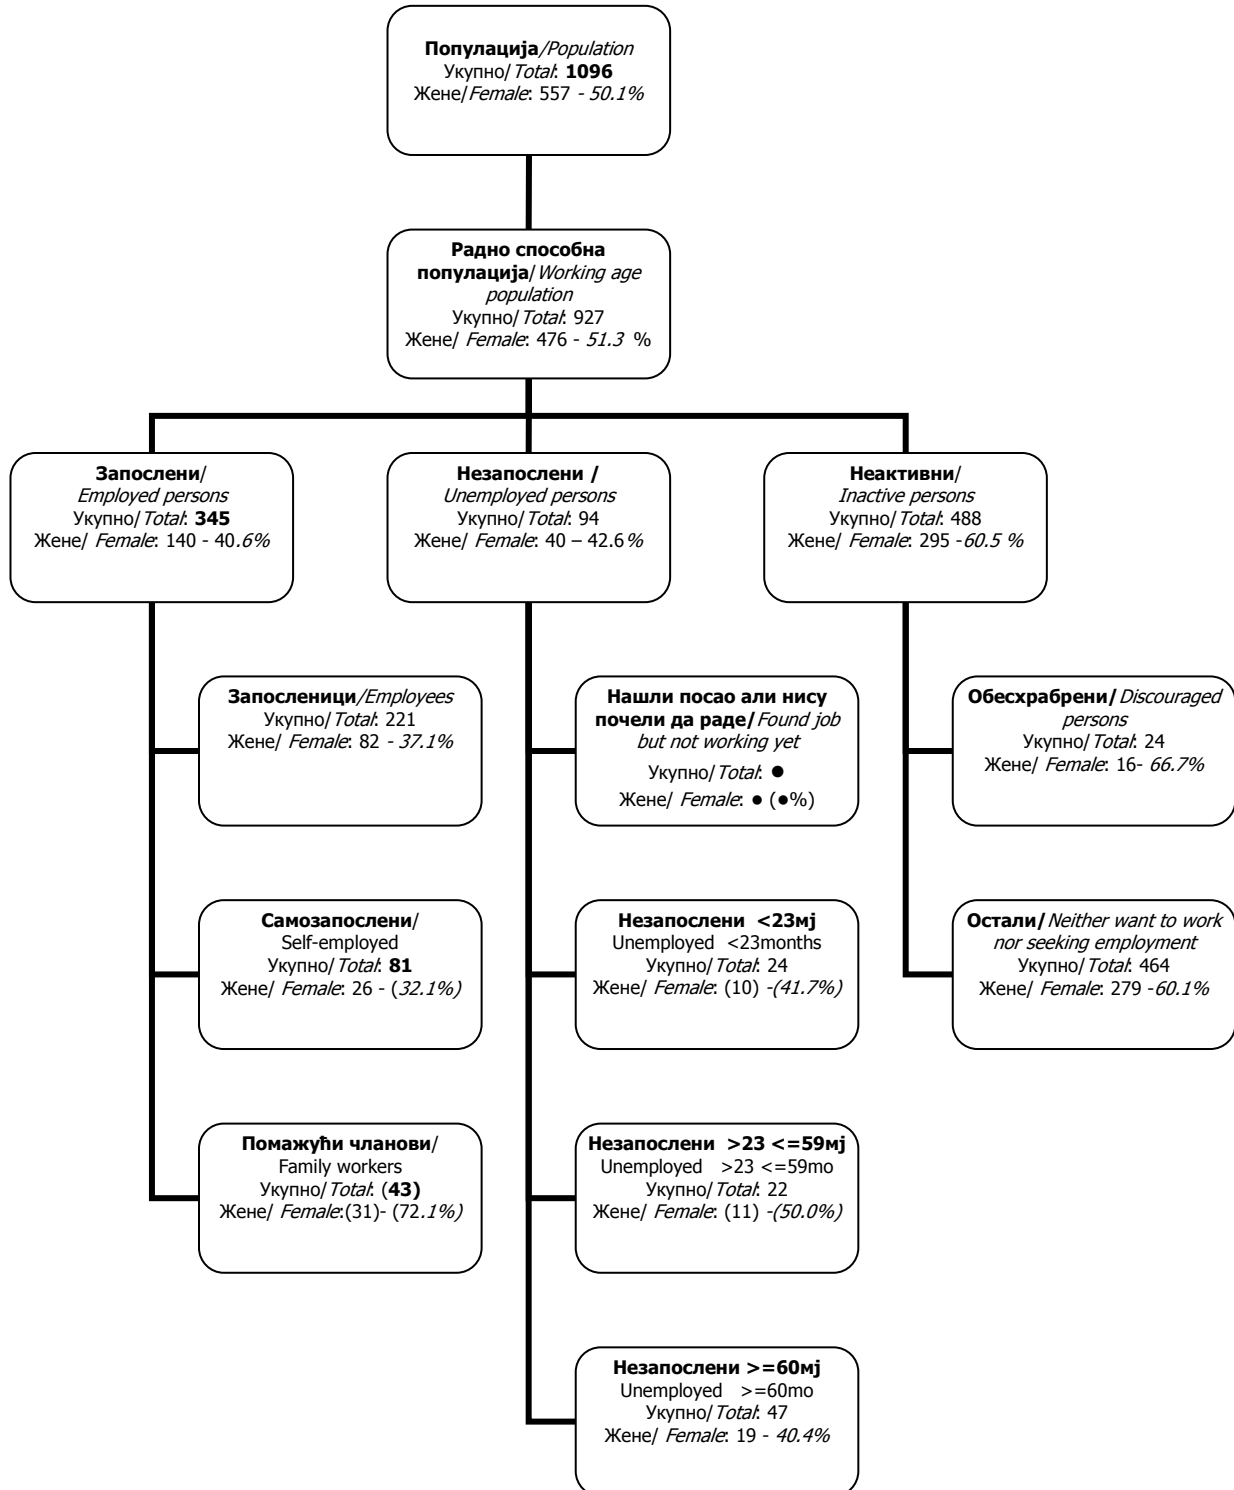 Популација/Population
Укупно/Total: 1096
Жене/Female: 557 - 50.1%
Радно способна
популација/Working age
population
Укупно/Total: 927
Жене/ Female: 476 - 51.3 %
Запослени/
Employed persons
Укупно/Total: 345
Жене/ Female: 140 - 40.6%
Незапослени /
Unemployed persons
Укупно/Total: 94
Жене/ Female: 40 – 42.6%
Неактивни/
Inactive persons
Укупно/Total: 488
Жене/ Female: 295 -60.5 %
Запосленици/Employees
Укупно/Total: 221
Жене/ Female: 82 - 37.1%
Нашли посао али нису
почели да раде/Found job
but not working yet
Укупно/Total: ●
Жене/ Female: ● (●%)
Обесхрабрени/Discouraged
persons
Укупно/Total: 24
Жене/ Female: 16- 66.7%
Самозапослени/
Self-employed
Укупно/Total: 81
Жене/ Female: 26 - (32.1%)
Незапослени <23мј
Unemployed <23months
Укупно/Total: 24
Жене/ Female: (10) -(41.7%)
Остали/Neither want to work
nor seeking employment
Укупно/Total: 464
Жене/ Female: 279 -60.1%
Помажући чланови/
Family workers
Укупно/Total: (43)
Жене/ Female:(31)- (72.1%)
Незапослени >23 <=59мј
Unemployed >23 <=59mo
Укупно/Total: 22
Жене/ Female: (11) -(50.0%)
Незапослени >=60мј
Unemployed >=60mo
Укупно/Total: 47
Жене/ Female: 19 - 40.4%